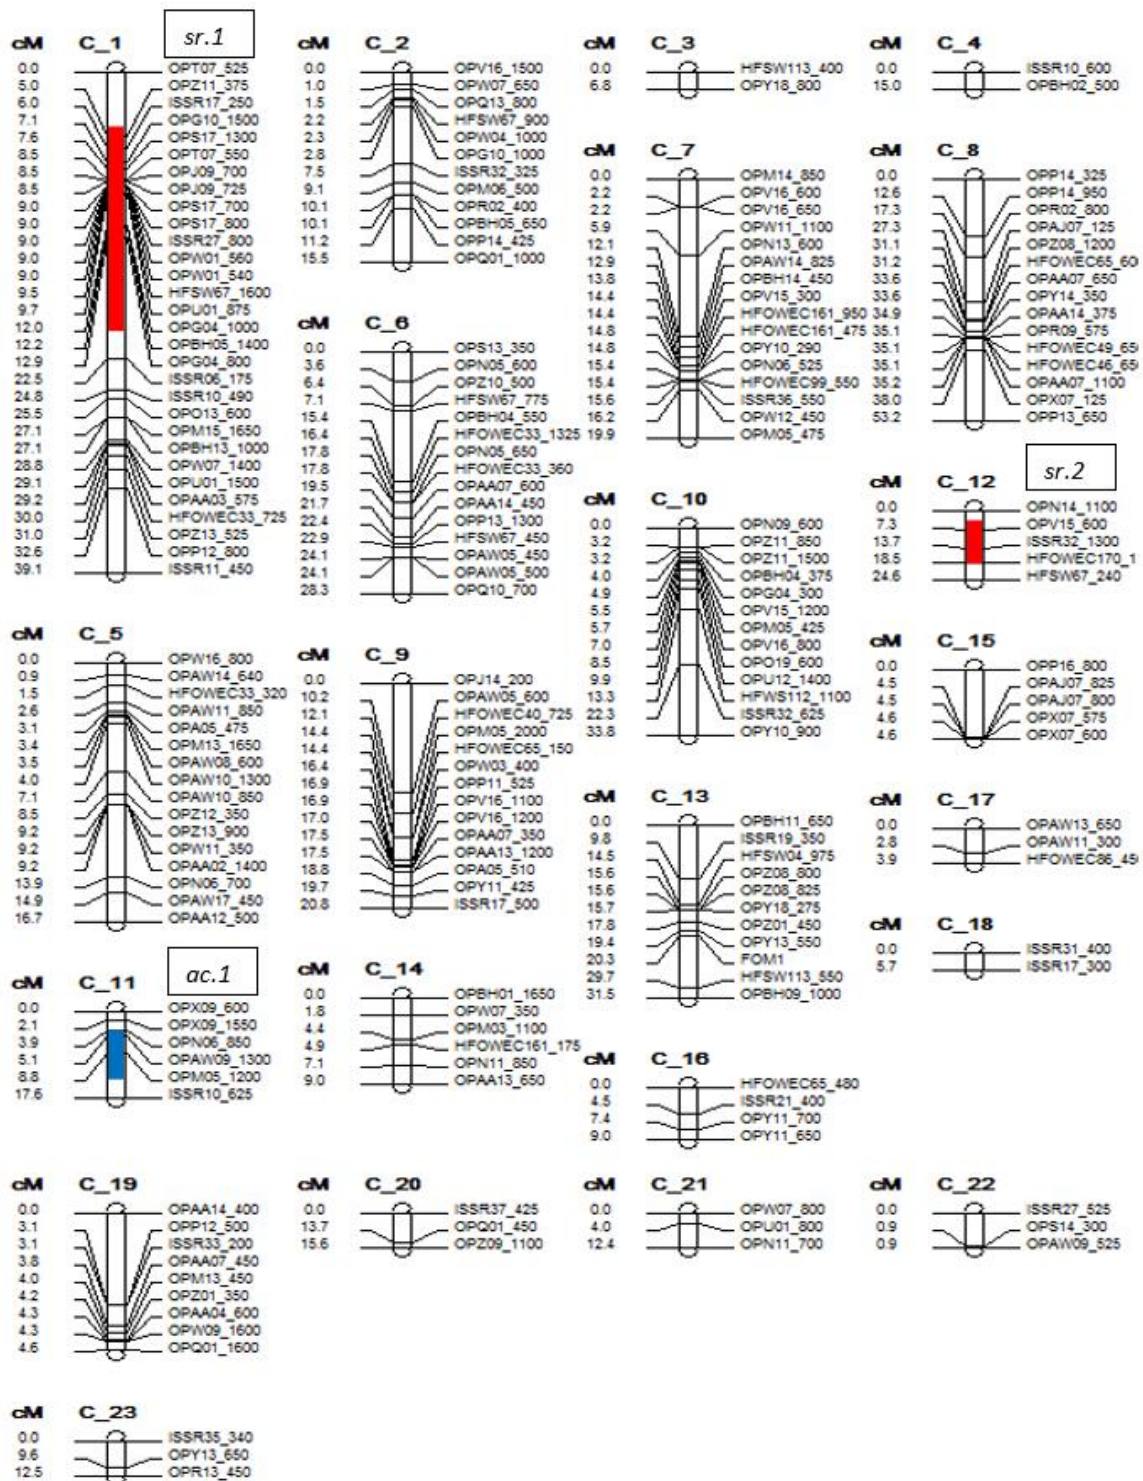 cM C_1 sr.1
0.0 OPT07_525
5.0 OPZ11_375
6.0 ISSR17_250
7.1 OPG10_1500
7.6 OPS17_1300
8.5 OPT07_550
8.5 OPJ09_700
8.5 OPJ09_725
9.0 OPS17_700
9.0 OPS17_800
9.0 ISSR27_800
9.0 OPW01_560
9.0 OPW01_540
9.5 HFSW67_1600
9.7 OPU01_875
12.0 OPG04_1000
12.2 OPBH05_1400
12.9 OPG04_800
22.5 ISSR06_175
24.8 ISSR10_490
25.5 OPO13_600
27.1 OPM15_1650
27.1 OPBH13_1000
28.8 OPW07_1400
29.1 OPU01_1500
29.2 OPAA03_575
30.0 HFOWEC33_725
31.0 OPZ13_525
32.6 OPP12_800
39.1 ISSR11_450
cM C_2
0.0 OPV16_1500
1.0 OPW07_650
1.5 OPQ13_800
2.2 HFSW67_900
2.3 OPW04_1000
2.8 OPG10_1000
7.5 ISSR32_325
9.1 OPM06_500
10.1 OPR02_400
10.1 OPBH05_650
11.2 OPP14_425
15.5 OPQ01_1000
cM C_3
0.0 HFSW113_400
6.8 OPY18_800
cM C_4
0.0 ISSR10_600
15.0 OPBH02_500
cM C_5
0.0 OPW16_800
0.9 OPAW14_640
1.5 HFOWEC33_320
2.6 OPAW11_850
3.1 OPA05_475
3.4 OPM13_1650
3.5 OPAW08_600
4.0 OPAW10_1300
7.1 OPAW10_850
8.5 OPZ12_350
9.2 OPZ13_900
9.2 OPW11_350
9.2 OPAA02_1400
13.9 OPN06_700
14.9 OPAW17_450
16.7 OPAA12_500
cM C_6
0.0 OPS13_350
3.6 OPN05_600
6.4 OPZ10_500
7.1 HFSW67_775
15.4 OPBH04_550
16.4 HFOWEC33_1325
17.8 OPN05_650
17.8 HFOWEC33_360
19.5 OPAA07_600
21.7 OPAA14_450
22.4 OPP13_1300
22.9 HFSW67_450
24.1 OPAW05_450
24.1 OPAW05_500
28.3 OPQ10_700
cM C_7
0.0 OPM14_850
2.2 OPV16_600
2.2 OPV16_650
5.9 OPW11_1100
12.1 OPN13_600
12.9 OPAW14_825
13.8 OPBH14_450
14.4 OPV15_300
14.4 HFOWEC161_950
14.8 HFOWEC161_475
14.8 OPY10_290
15.4 OPN06_525
15.4 HFOWEC99_550
15.6 ISSR36_550
16.2 OPW12_450
19.9 OPM05_475
cM C_8
0.0 OPP14_325
12.6 OPP14_950
17.3 OPR02_800
27.3 OPAJ07_125
31.1 OPZ08_1200
31.2 HFOWEC65_60
33.6 OPAA07_650
33.6 OPY14_350
34.9 OPAA14_375
35.1 OPR09_575
35.1 HFOWEC49_65
35.1 HFOWEC46_65
35.2 OPAA07_1100
38.0 OPX07_125
53.2 OPP13_650
cM C_9
0.0 OPJ14_200
10.2 OPAW05_600
12.1 HFOWEC40_725
14.4 OPM05_2000
14.4 HFOWEC65_150
16.4 OPW03_400
16.9 OPP11_525
16.9 OPV16_1100
17.0 OPV16_1200
17.5 OPAA07_350
17.5 OPAA13_1200
18.8 OPA05_510
19.7 OPY11_425
20.8 ISSR17_500
cM C_10
0.0 OPN09_600
3.2 OPZ11_850
3.2 OPZ11_1500
4.0 OPBH04_375
4.9 OPG04_300
5.5 OPV15_1200
5.7 OPM05_425
7.0 OPV16_800
8.5 OPO19_600
9.9 OPU12_1400
13.3 HFWS112_1100
22.3 ISSR32_625
33.8 OPY10_900
cM C_12 sr.2
0.0 OPN14_1100
7.3 OPV15_600
13.7 ISSR32_1300
18.5 HFOWEC170_1
24.6 HFSW67_240
cM C_15
0.0 OPP16_800
4.5 OPAJ07_825
4.5 OPAJ07_800
4.6 OPX07_575
4.6 OPX07_600
cM C_13
0.0 OPBH11_650
9.8 ISSR19_350
14.5 HFSW04_975
15.6 OPZ08_800
15.6 OPZ08_825
15.7 OPY18_275
17.8 OPZ01_450
19.4 OPY13_550
20.3 FOM1
29.7 HFSW113_550
31.5 OPBH09_1000
cM C_17
0.0 OPAW13_650
2.8 OPAW11_300
3.9 HFOWEC86_45
cM C_18
0.0 ISSR31_400
5.7 ISSR17_300
cM C_11 ac.1
0.0 OPX09_600
2.1 OPX09_1550
3.9 OPN06_850
5.1 OPAW09_1300
8.8 OPM05_1200
17.6 ISSR10_625
cM C_14
0.0 OPBH01_1650
1.8 OPW07_350
4.4 OPM03_1100
4.9 HFOWEC161_175
7.1 OPN11_850
9.0 OPAA13_650
cM C_16
0.0 HFOWEC65_480
4.5 ISSR21_400
7.4 OPY11_700
9.0 OPY11_650
cM C_19
0.0 OPAA14_400
3.1 OPP12_500
3.1 ISSR33_200
3.8 OPAA07_450
4.0 OPM13_450
4.2 OPZ01_350
4.3 OPAA04_600
4.3 OPW09_1600
4.6 OPQ01_1600
cM C_20
0.0 ISSR37_425
13.7 OPQ01_450
15.6 OPZ09_1100
cM C_21
0.0 OPW07_800
4.0 OPU01_800
12.4 OPN11_700
cM C_22
0.0 ISSR27_525
0.9 OPS14_300
0.9 OPAW09_525
cM C_23
0.0 ISSR35_340
9.6 OPY13_650
12.5 OPR13_450